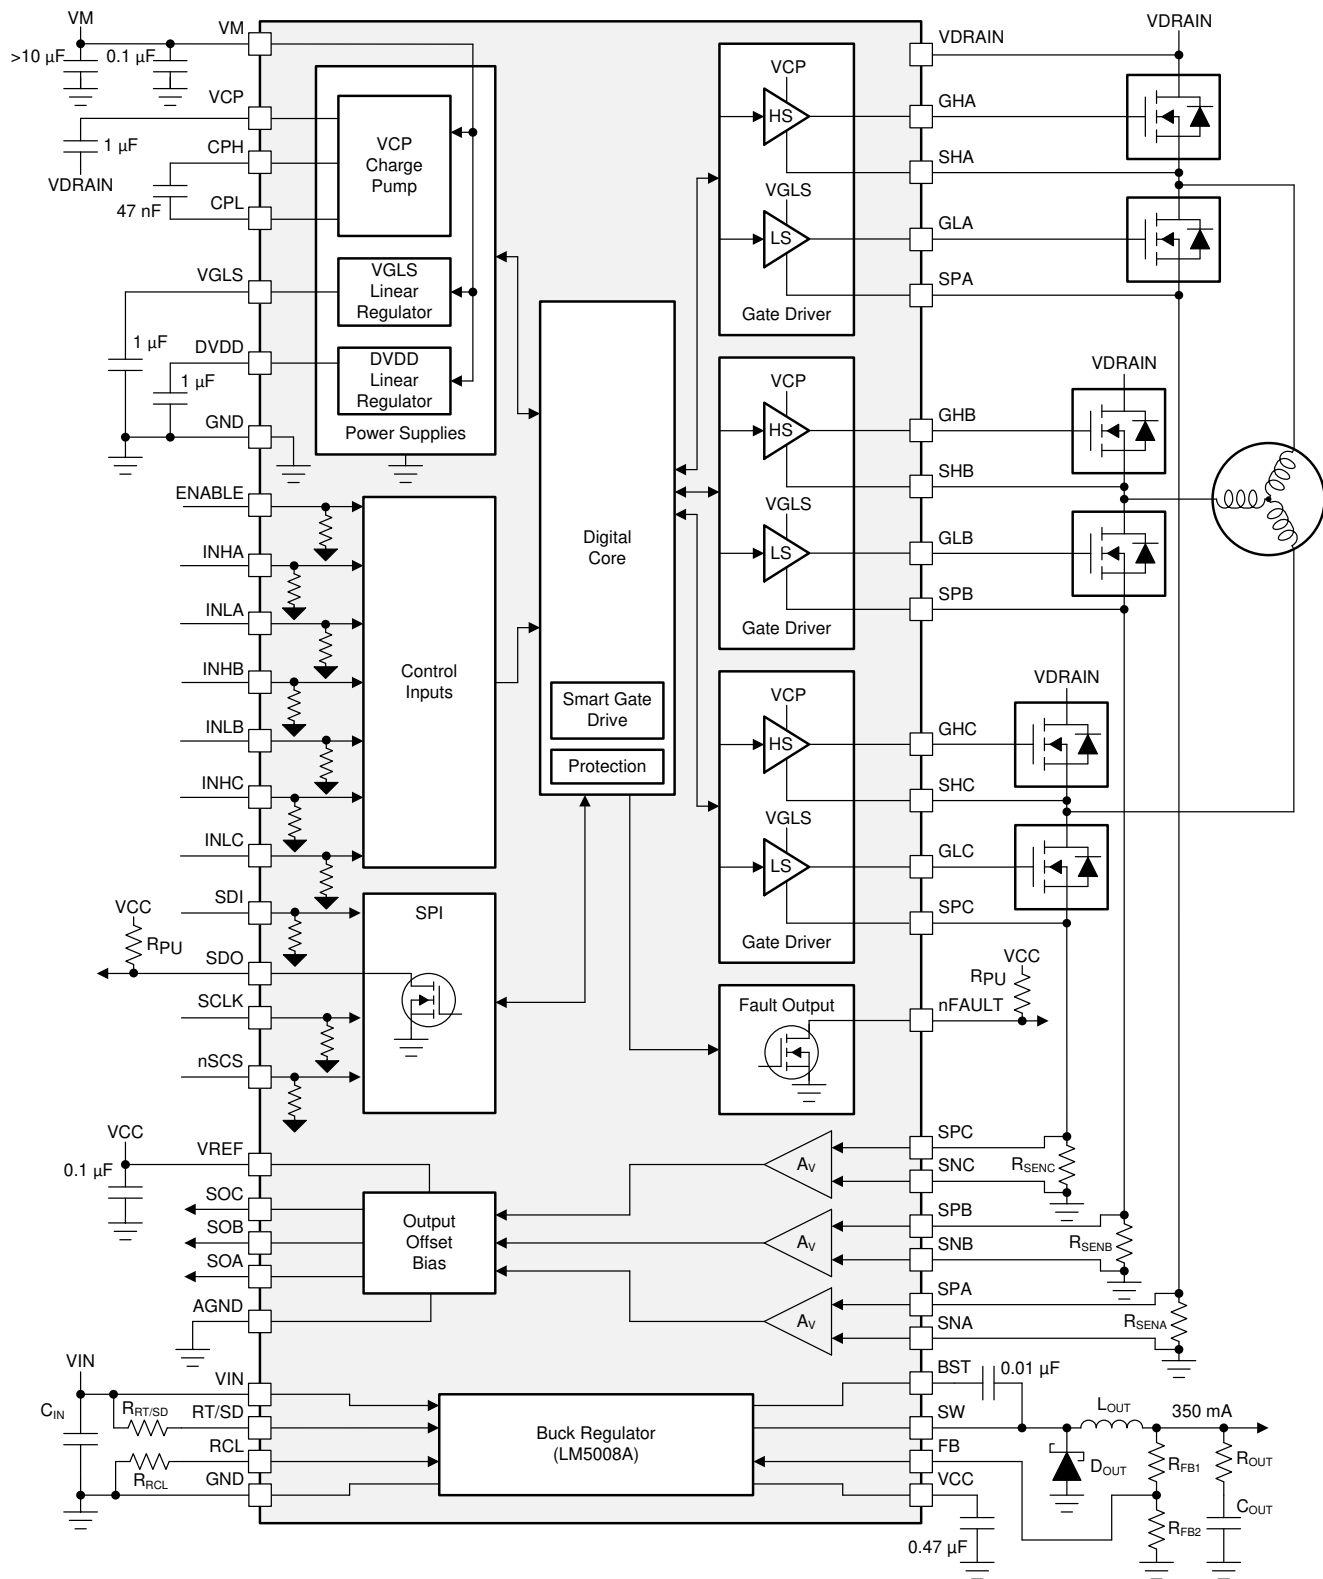 VM
VM
>10 µF
0.1 µF
VCP
1 µF
VDRAIN
CPH
47 nF
CPL
VGLS
1 µF
DVDD
1 µF
GND
VCP
Charge
Pump
VGLS
Linear
Regulator
DVDD
Linear
Regulator
Power Supplies
ENABLE
INHA
INLA
INHB
INLB
INHC
INLC
Control
Inputs
SDI
VCC
RPU
SDO
SCLK
nSCS
SPI
Digital
Core
Smart Gate
Drive
Protection
VCP
HS
VGLS
LS
Gate Driver
VCP
HS
VGLS
LS
Gate Driver
VCP
HS
VGLS
LS
Gate Driver
Fault Output
VDRAIN
VDRAIN
GHA
SHA
GLA
SPA
VDRAIN
GHB
SHB
GLB
SPB
VDRAIN
GHC
SHC
GLC
SPC
VCC
RPU
nFAULT
VCC
0.1 µF
VREF
SOC
SOB
SOA
AGND
Output
Offset
Bias
AV
AV
AV
SPC
SNC
RSENC
SPB
SNB
RSENB
SPA
SNA
RSENA
VIN
CIN
VIN
RRT/SD
RT/SD
RCL
RRCL
GND
Buck Regulator
(LM5008A)
BST
0.01 µF
SW
LOUT
350 mA
FB
DOUT
RFB1
ROUT
VCC
COUT
RFB2
0.47 µF